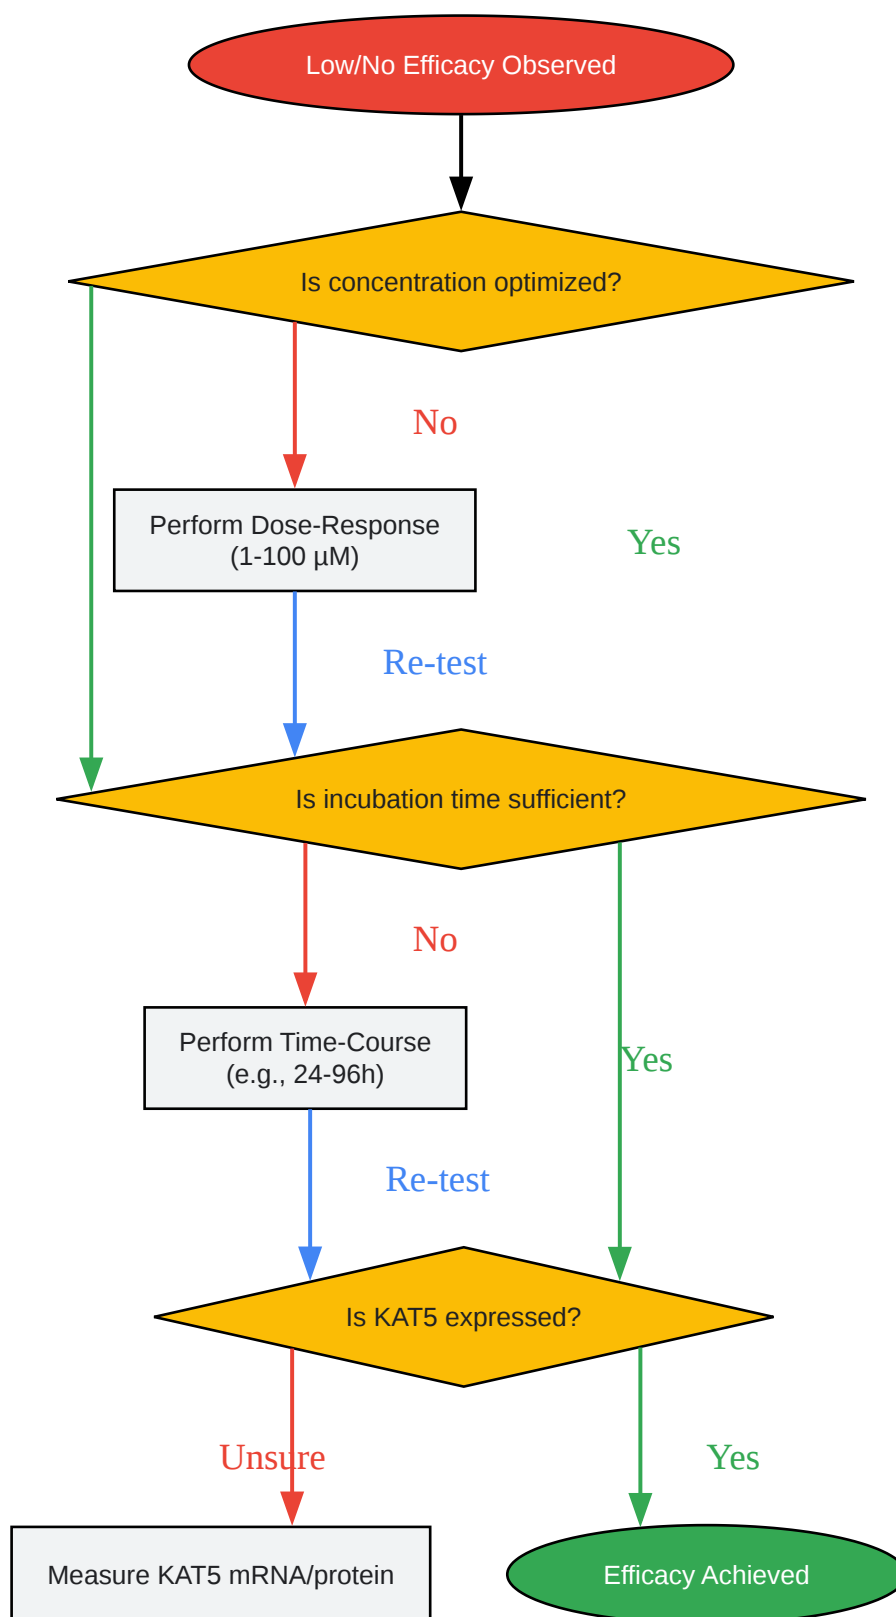 Low/No Efficacy Observed
Is concentration optimized?
No
Perform Dose-Response
(1-100 µM)
Yes
Re-test
Is incubation time sufficient?
No
Perform Time-Course
(e.g., 24-96h)
Yes
Re-test
Is KAT5 expressed?
Unsure
Yes
Measure KAT5 mRNA/protein
Efficacy Achieved